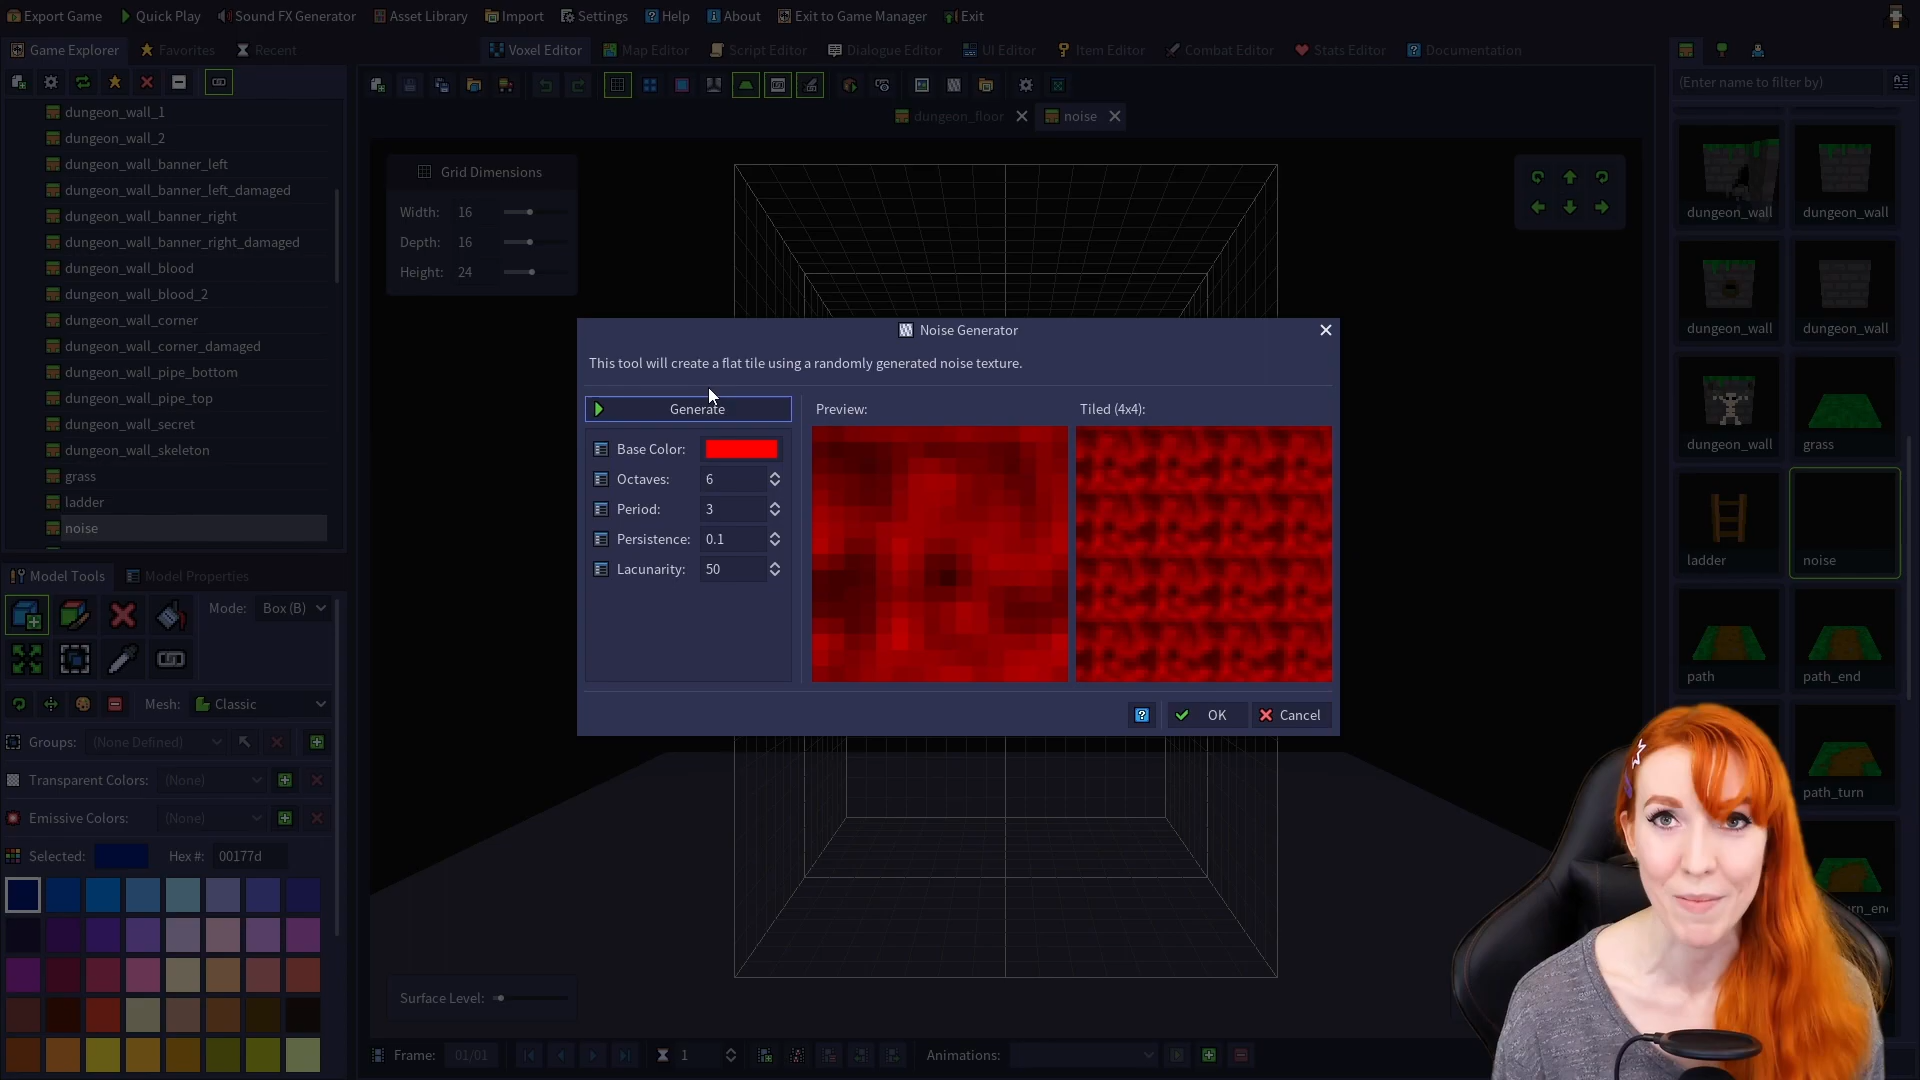 Export Game Quick Play Sound FX Generator Asset Library Import Settings Help About Exit to Game Manager Exit
Game Explorer Favorites Recent
Voxel Editor Map Editor Script Editor Dialogue Editor UI Editor Item Editor Combat Editor Stats Editor Documentation
(Enter name to filter by)
dungeon_floor noise
dungeon_wall_1
dungeon_wall_2
dungeon_wall_banner_left
dungeon_wall_banner_left_damaged
dungeon_wall_banner_right
dungeon_wall_banner_right_damaged
dungeon_wall_blood
dungeon_wall_blood_2
dungeon_wall_corner
dungeon_wall_corner_damaged
dungeon_wall_pipe_bottom
dungeon_wall_pipe_top
dungeon_wall_secret
dungeon_wall_skeleton
grass
ladder
noise
Grid Dimensions
Width: 16
Depth: 16
Height: 24
Noise Generator
This tool will create a flat tile using a randomly generated noise texture.
Generate
Preview:
Tiled (4x4):
Base Color:
Octaves: 6
Period: 3
Persistence: 0.1
Lacunarity: 50
OK
Cancel
dungeon_wall dungeon_wall
dungeon_wall dungeon_wall
dungeon_wall grass
ladder noise
path path_end
path_turn
rn_end
Model Tools Model Properties
Mode: Box (B)
Mesh: Classic
Groups: (None Defined)
Transparent Colors: (None)
Emissive Colors: (None)
Selected: Hex #: 00177d
Surface Level:
Frame: 01/01 1 Animations: